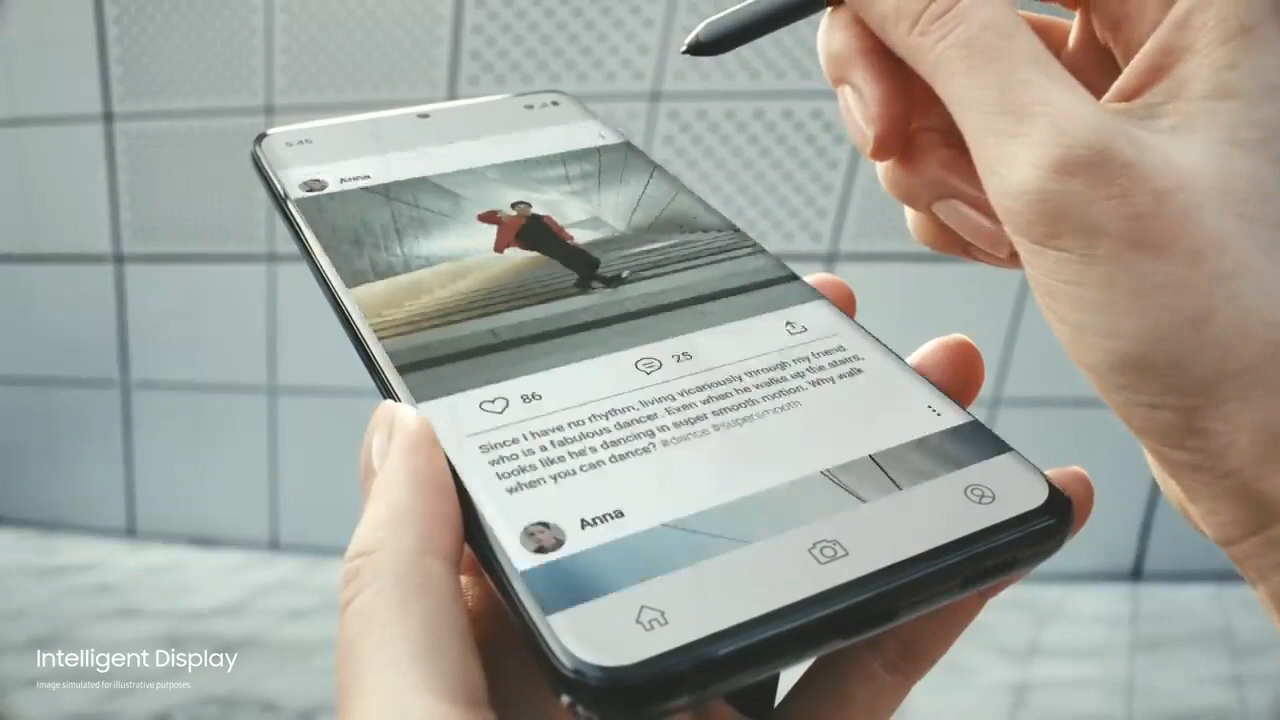 5:45
Anna
86
25
Since I have no rhythm, living vicariously through my friend
who is a fabulous dancer. Even when he walks up the stairs,
looks like he's dancing in super smooth motion. Why walk
when you can dance? #dance #supersmooth
Anna
Intelligent Display
Image simulated for illustrative purposes.